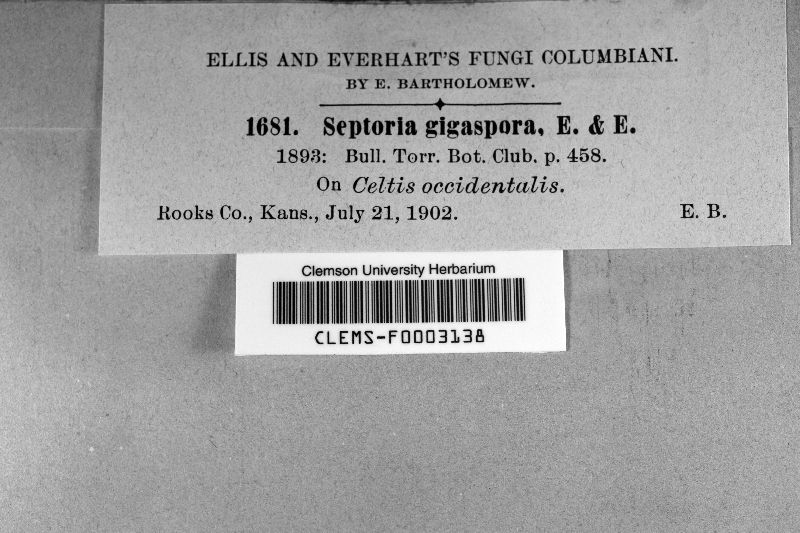 ELLIS AND EVERHART'S FUNGI COLUMBIANI.
BY E. BARTHOLOMEW.
1681. Septoria gigaspora, E. & E.
1893: Bull. Torr. Bot. Club. p. 458.
On Celtis occidentalis.
Rooks Co., Kans., July 21, 1902. E. B.
Clemson University Herbarium
CLEMS-F0003138